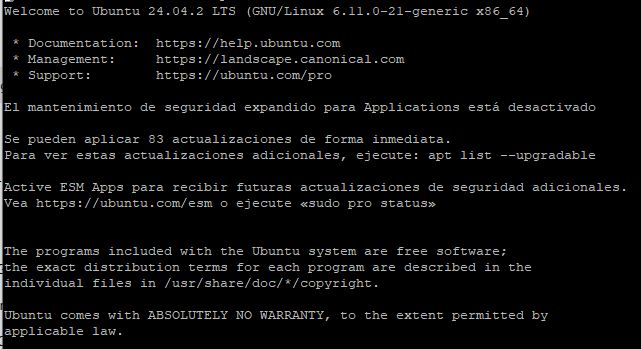 Welcome to Ubuntu 24.04.2 LTS (GNU/Linux 6.11.0-21-generic x86_64)
* Documentation: https://help.ubuntu.com
* Management: https://landscape.canonical.com
* Support: https://ubuntu.com/pro
El mantenimiento de seguridad expandido para Applications está desactivado
Se pueden aplicar 83 actualizaciones de forma inmediata.
Para ver estas actualizaciones adicionales, ejecute: apt list --upgradable
Active ESM Apps para recibir futuras actualizaciones de seguridad adicionales.
Vea https://ubuntu.com/esm o ejecute «sudo pro status»
The programs included with the Ubuntu system are free software;
the exact distribution terms for each program are described in the
individual files in /usr/share/doc/*/copyright.
Ubuntu comes with ABSOLUTELY NO WARRANTY, to the extent permitted by
applicable law.